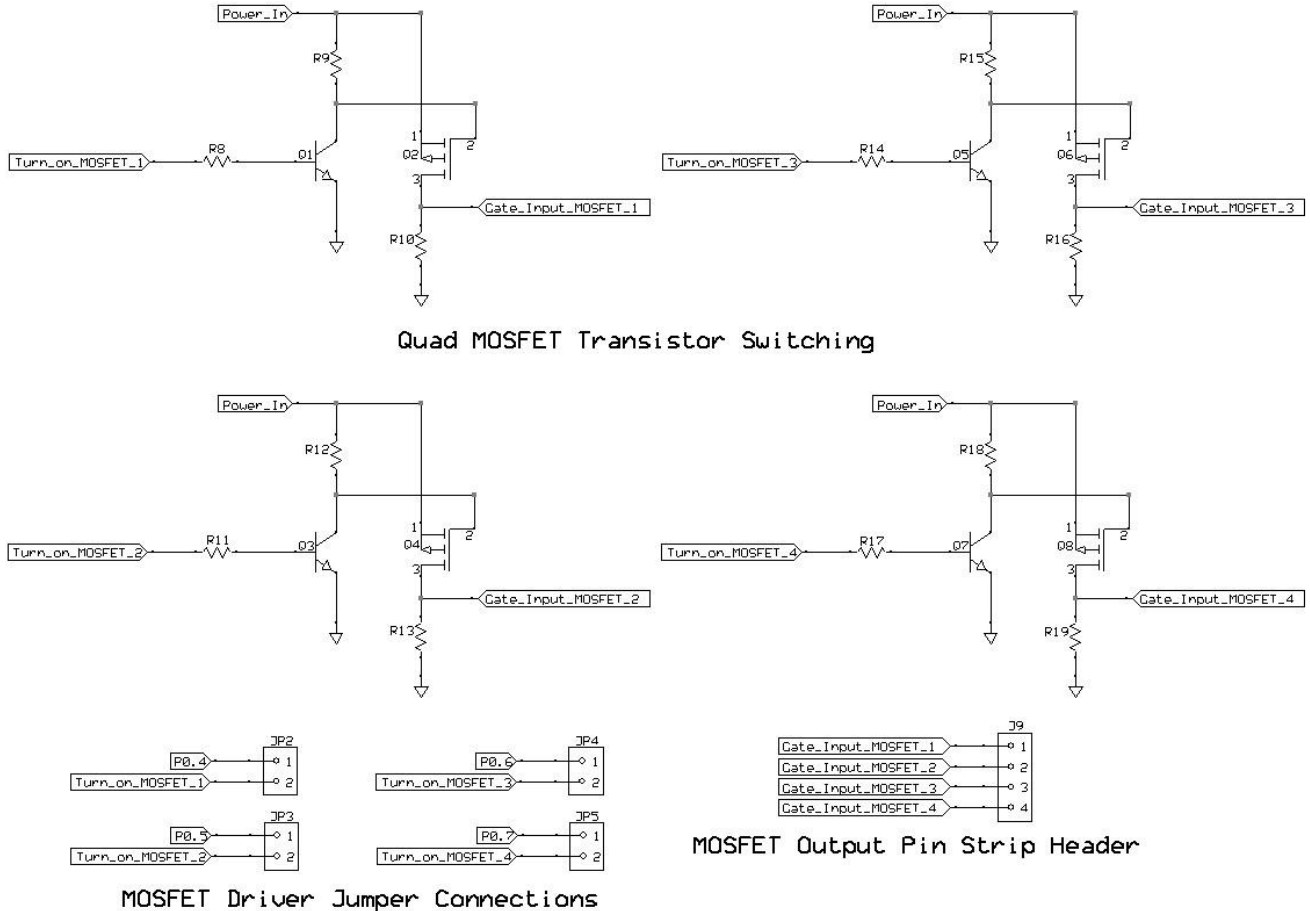 Power_In
R9
1
Q2
2
3
Turn_on_MOSFET_1
R8
Q1
Gate_Input_MOSFET_1
R10
Power_In
R15
1
Q6
2
3
Turn_on_MOSFET_3
R14
Q5
Gate_Input_MOSFET_3
R16
Quad MOSFET Transistor Switching
Power_In
R12
1
Q4
2
3
Turn_on_MOSFET_2
R11
Q3
Gate_Input_MOSFET_2
R13
Power_In
R18
1
Q8
2
3
Turn_on_MOSFET_4
R17
Q7
Gate_Input_MOSFET_4
R19
JP2
P0.4 1
Turn_on_MOSFET_1 2
JP4
P0.6 1
Turn_on_MOSFET_3 2
JP3
P0.5 1
Turn_on_MOSFET_2 2
JP5
P0.7 1
Turn_on_MOSFET_4 2
MOSFET Driver Jumper Connections
J9
Gate_Input_MOSFET_1 1
Gate_Input_MOSFET_2 2
Gate_Input_MOSFET_3 3
Gate_Input_MOSFET_4 4
MOSFET Output Pin Strip Header